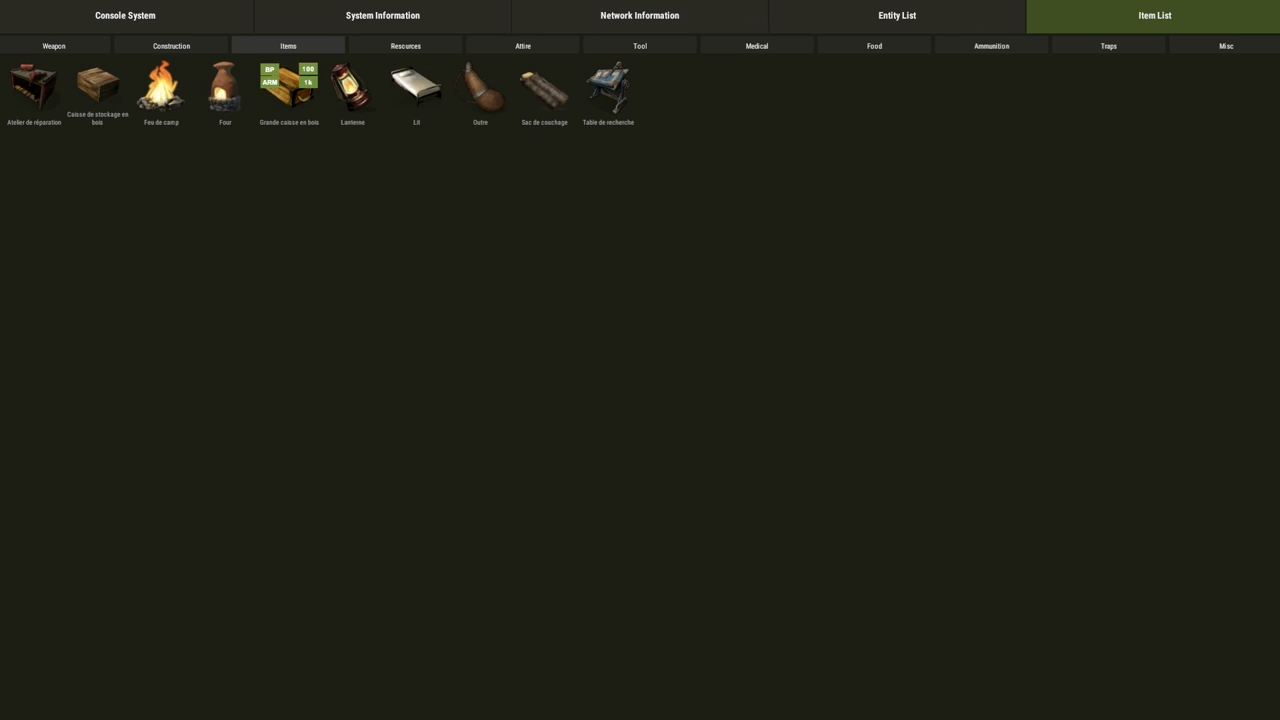 Console System
System Information
Network Information
Entity List
Item List
Weapon
Construction
Items
Resources
Attire
Tool
Medical
Food
Ammunition
Traps
Misc
BP
100
ARM
1k
Atelier de réparation
Caisse de stockage en
bois
Feu de camp
Four
Grande caisse en bois
Lanterne
Lit
Outre
Sac de couchage
Table de recherche